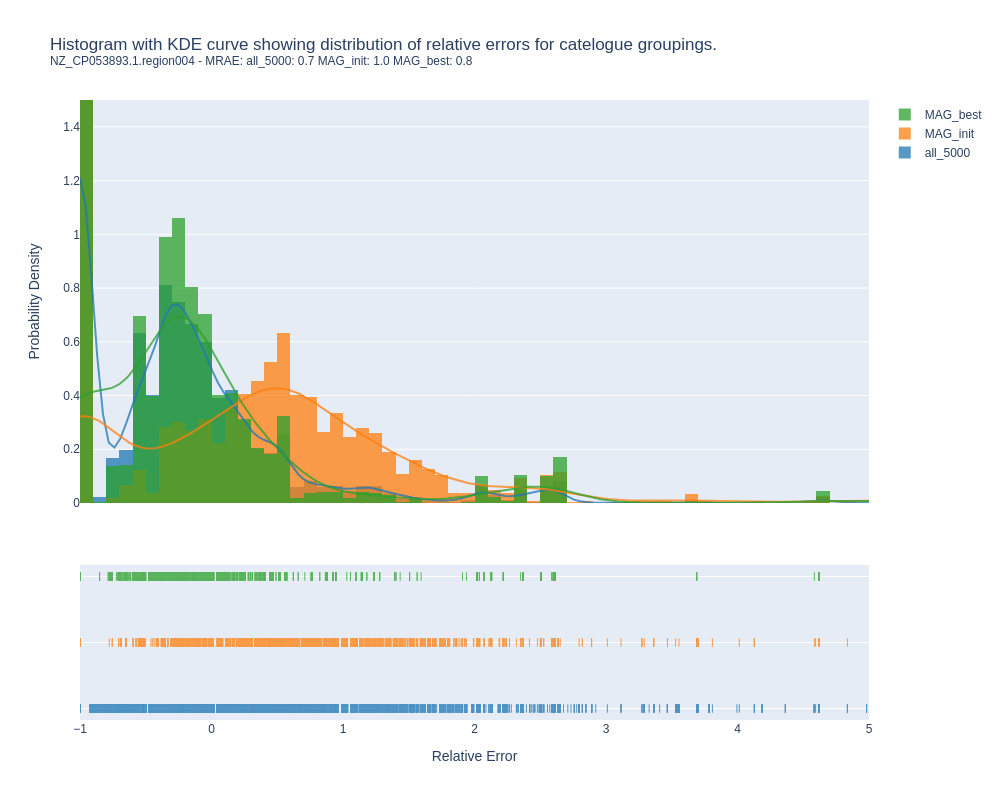 Histogram with KDE curve showing distribution of relative errors for catelogue groupings.
NZ_CP053893.1.region004 - MRAE: all_5000: 0.7 MAG_init: 1.0 MAG_best: 0.8
MAG_best
MAG_init
all_5000
Probability Density
1.4
1.2
1
0.8
0.6
0.4
0.2
0
−1
0
1
2
3
4
5
Relative Error